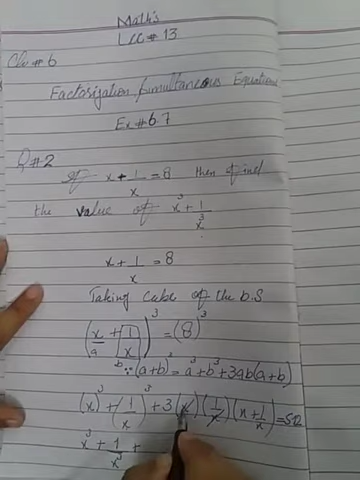 Math's
Lec # 13
Ch # 6
Factorization Simultaneous Equations
Ex # 6.7
Q#2
If x + 1/x = 8 then find
the value of x³ + 1/x³
x + 1/x = 8
Taking cube of the b.S
(x + 1/x)³ = (8)³
a b
∵ (a+b)³ = a³+b³+3ab(a+b)
(x)³ + (1/x)³ + 3(x)(1/x)(x+1/x) = 512
x³ + 1/x³ +